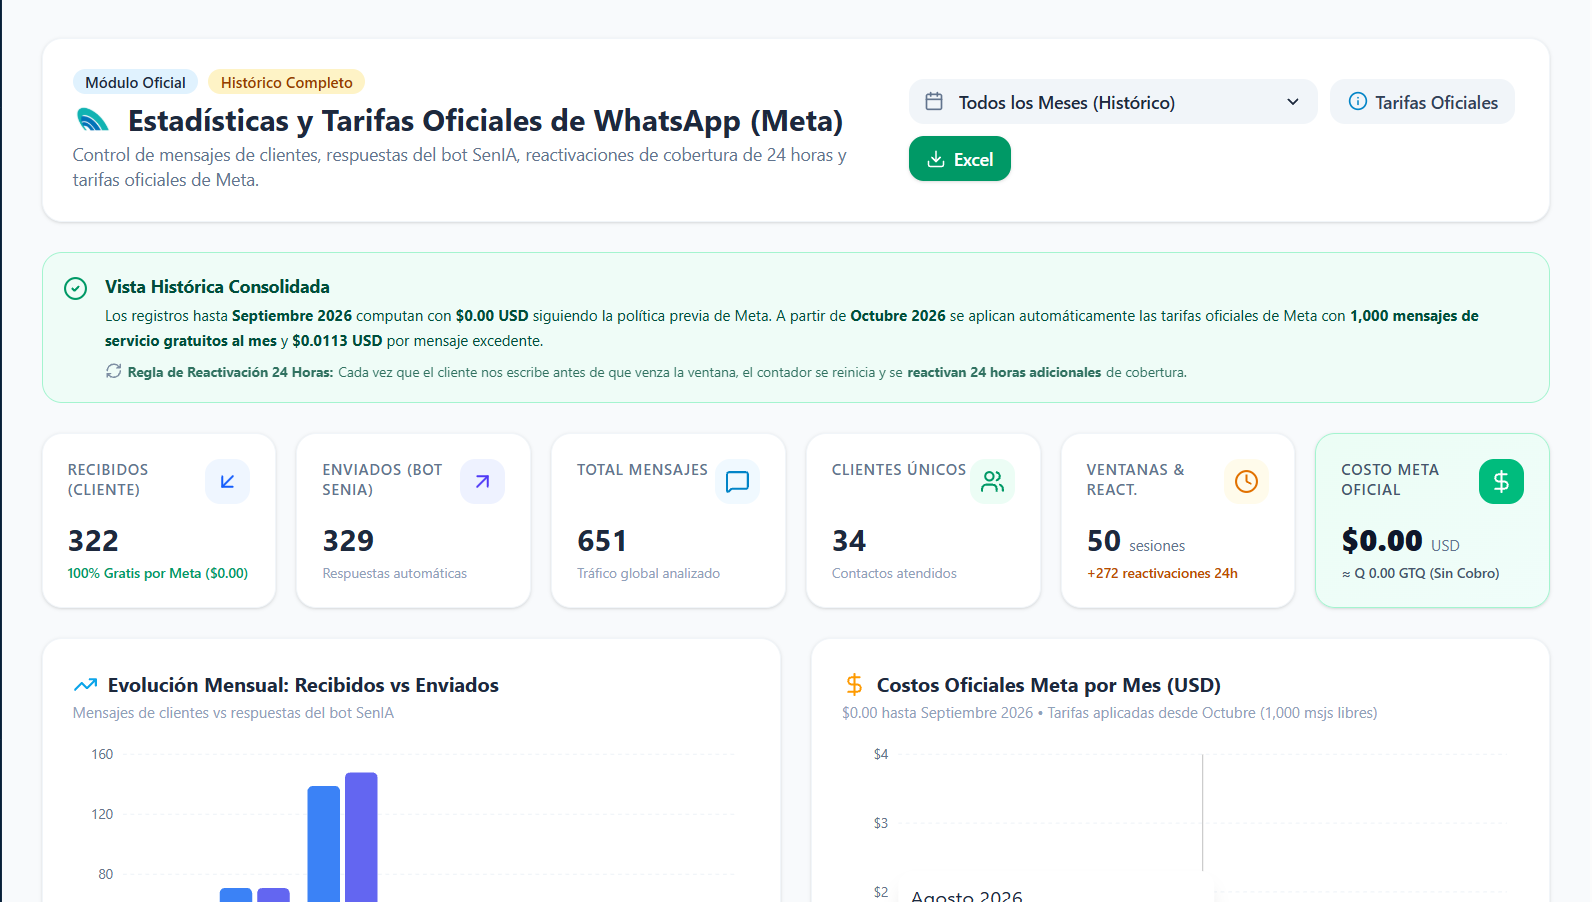 Módulo Oficial
Histórico Completo
Estadísticas y Tarifas Oficiales de WhatsApp (Meta)
Control de mensajes de clientes, respuestas del bot SenIA, reactivaciones de cobertura de 24 horas y
tarifas oficiales de Meta.
Todos los Meses (Histórico)
Tarifas Oficiales
Excel
Vista Histórica Consolidada
Los registros hasta Septiembre 2026 computan con $0.00 USD siguiendo la política previa de Meta. A partir de Octubre 2026 se aplican automáticamente las tarifas oficiales de Meta con 1,000 mensajes de
servicio gratuitos al mes y $0.0113 USD por mensaje excedente.
Regla de Reactivación 24 Horas: Cada vez que el cliente nos escribe antes de que venza la ventana, el contador se reinicia y se reactivan 24 horas adicionales de cobertura.
RECIBIDOS
(CLIENTE)
322
100% Gratis por Meta ($0.00)
ENVIADOS (BOT
SENIA)
329
Respuestas automáticas
TOTAL MENSAJES
651
Tráfico global analizado
CLIENTES ÚNICOS
34
Contactos atendidos
VENTANAS &
REACT.
50 sesiones
+272 reactivaciones 24h
COSTO META
OFICIAL
$
$0.00 USD
≈ Q 0.00 GTQ (Sin Cobro)
Evolución Mensual: Recibidos vs Enviados
Mensajes de clientes vs respuestas del bot SenIA
160
120
80
$ Costos Oficiales Meta por Mes (USD)
$0.00 hasta Septiembre 2026 • Tarifas aplicadas desde Octubre (1,000 msjs libres)
$4
$3
$2
Agosto 2026